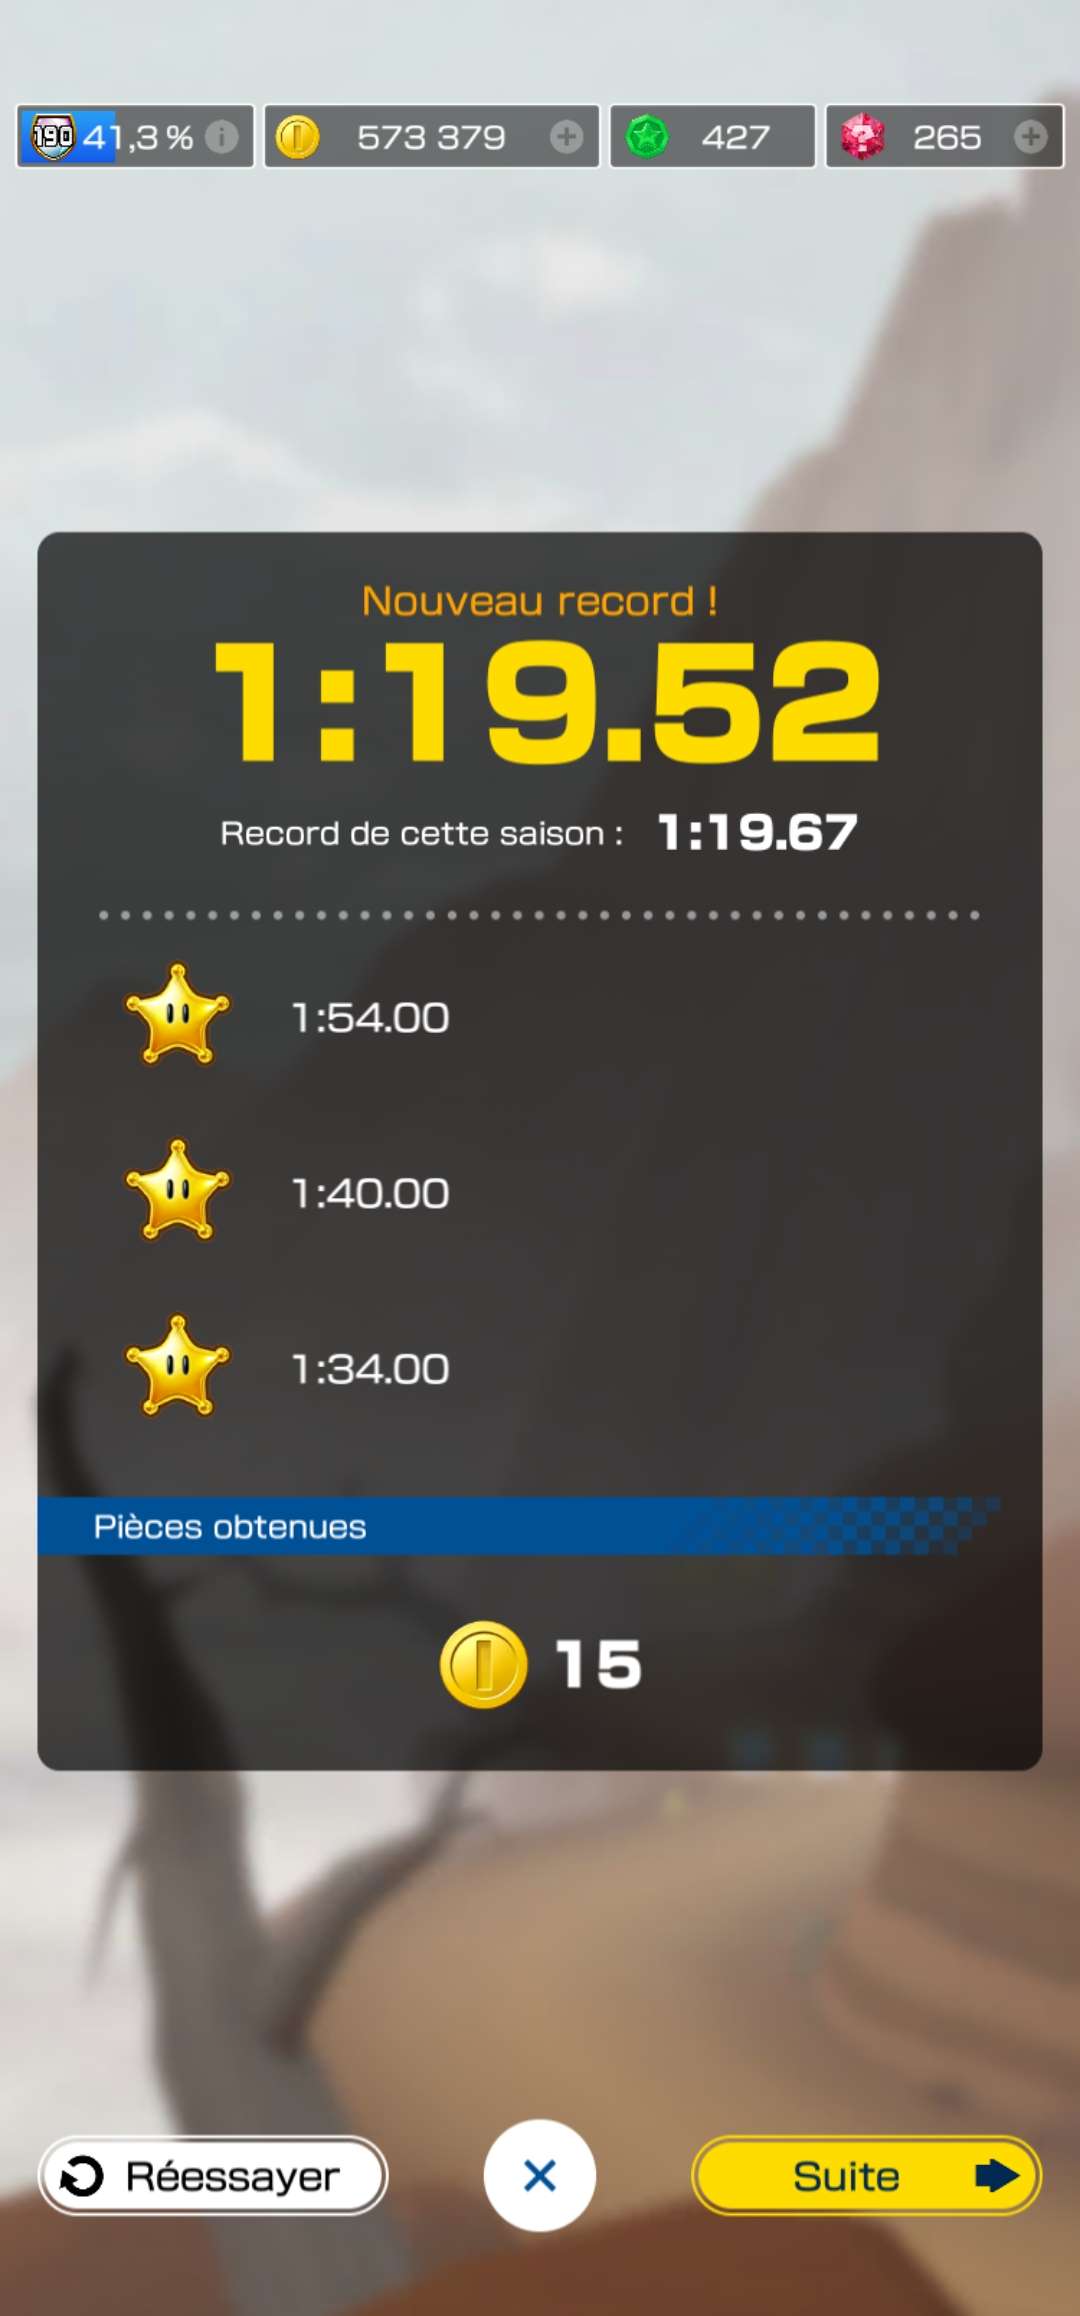 190 41,3 % 573 379 427 265
Nouveau record !
1:19.52
Record de cette saison : 1:19.67
1:54.00
1:40.00
1:34.00
Pièces obtenues
15
Réessayer Suite